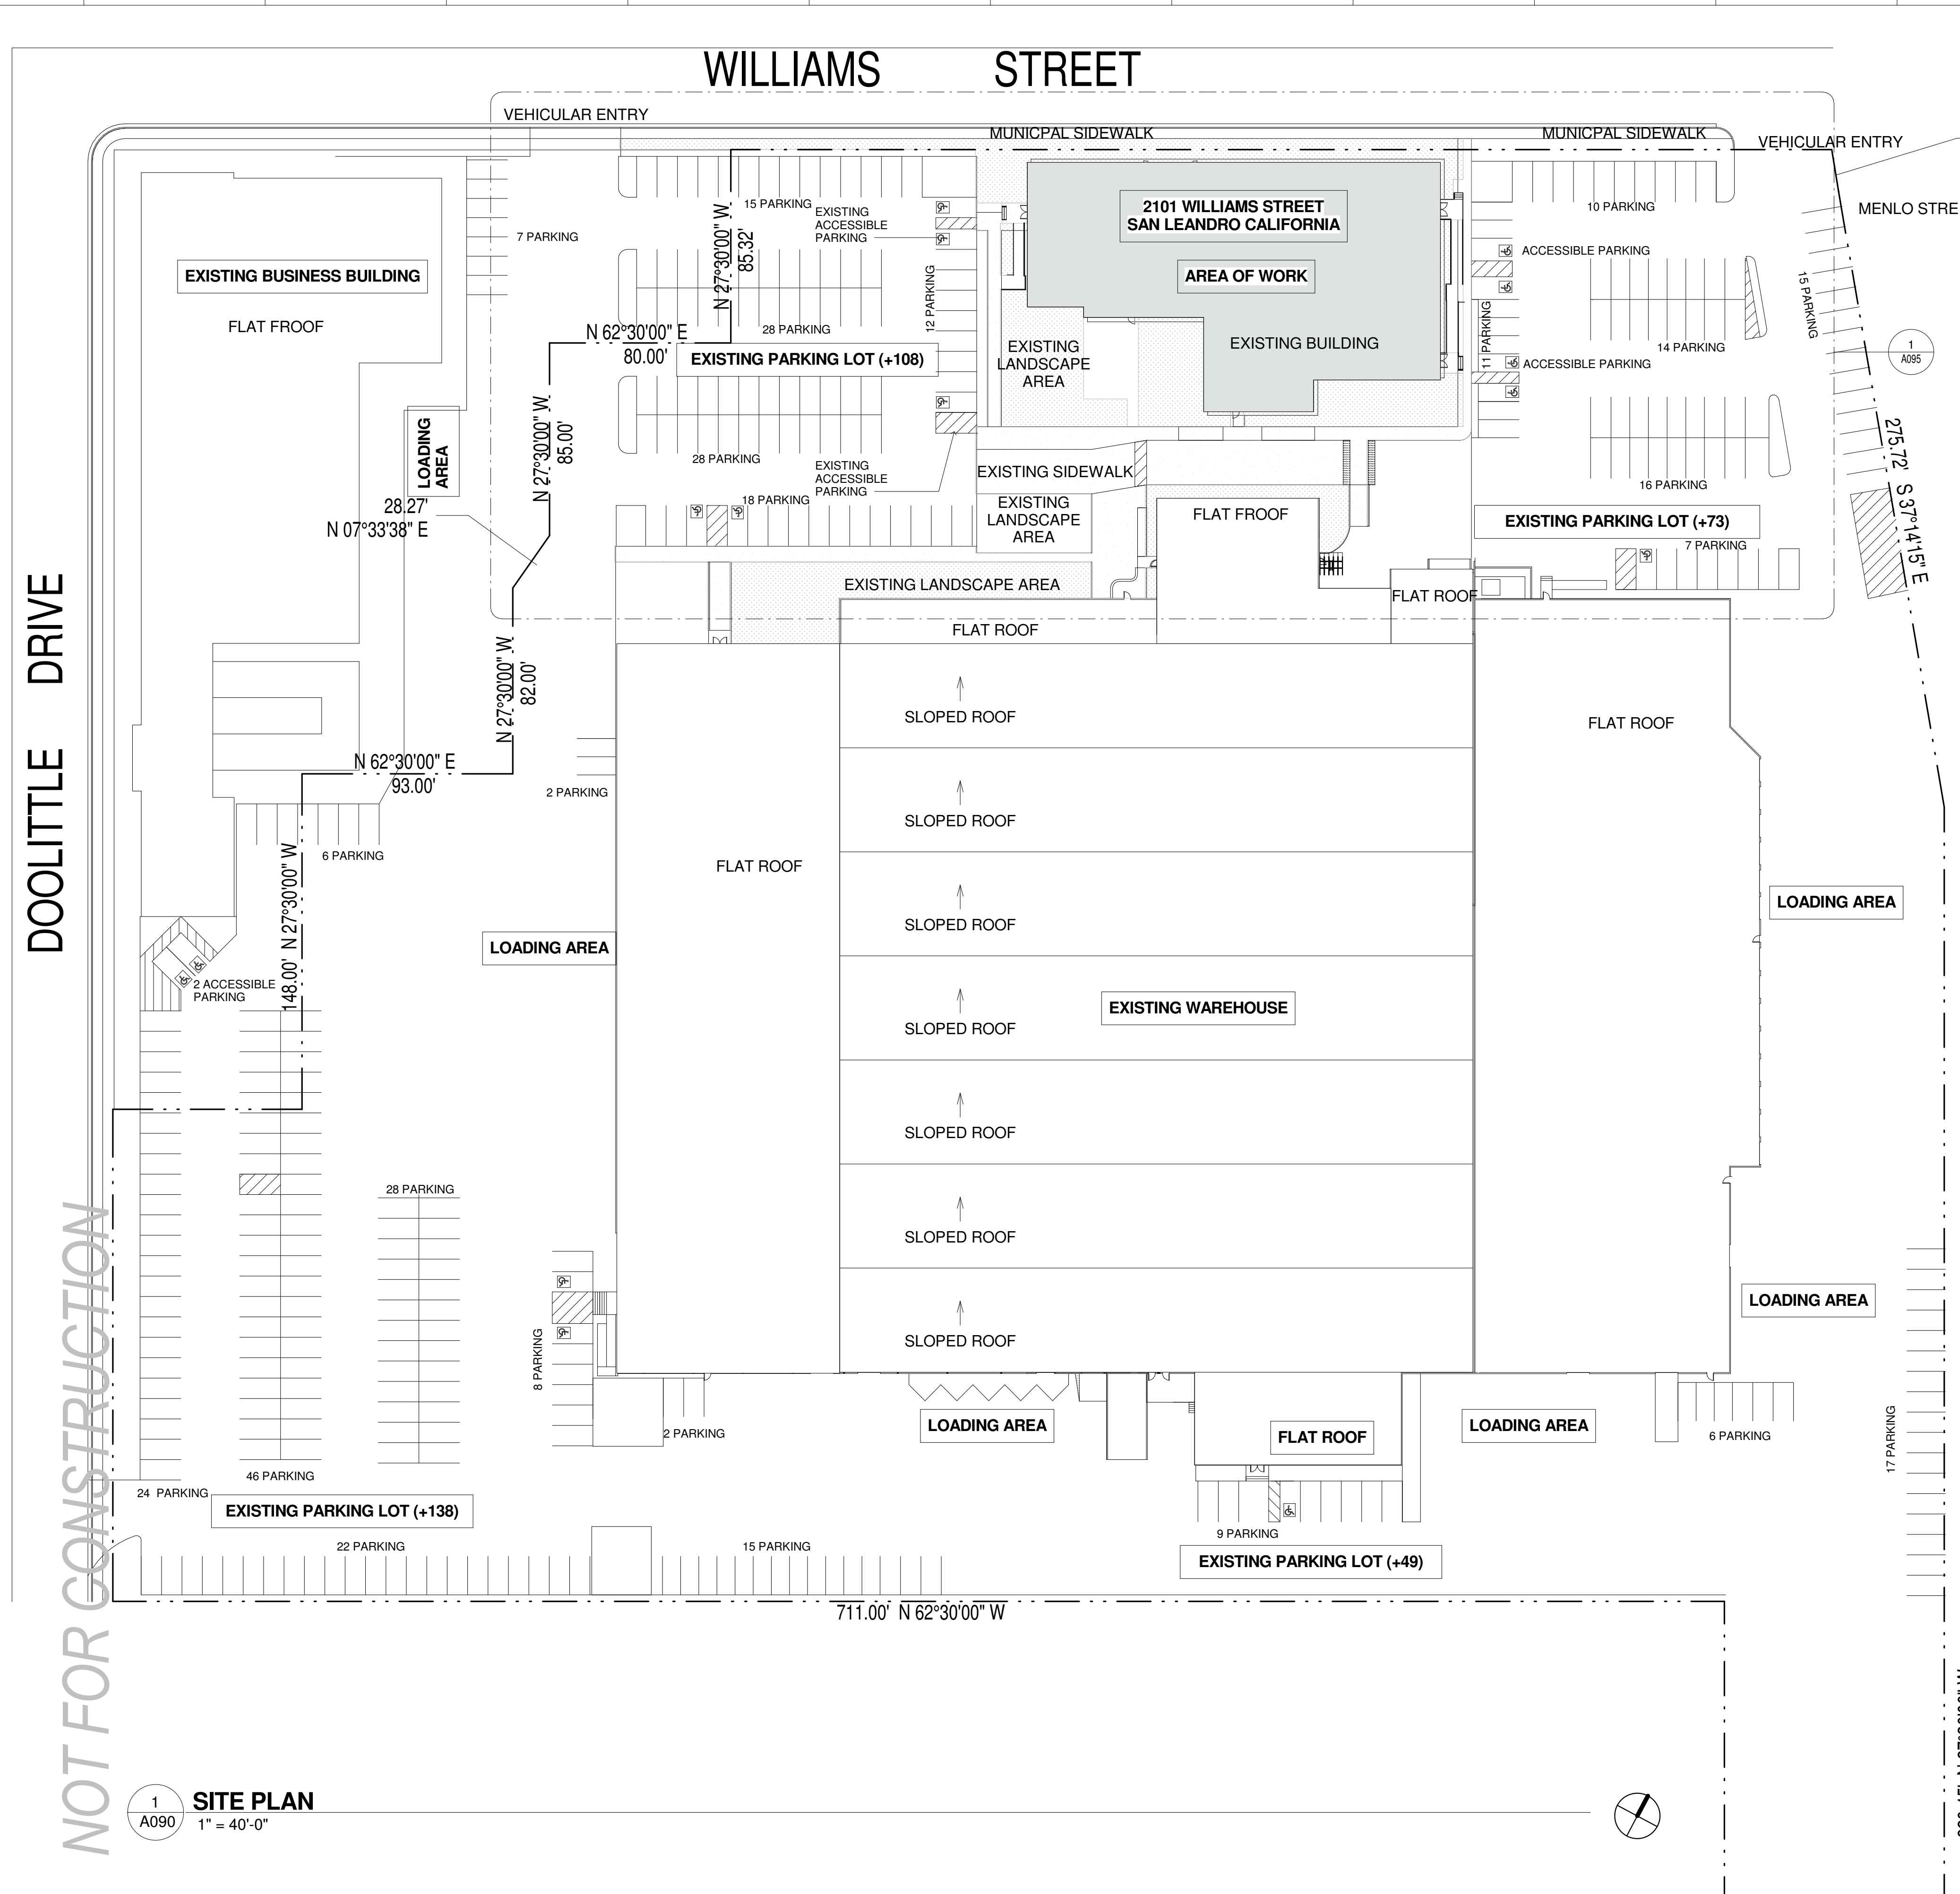 WILLIAMS STREET
VEHICULAR ENTRY
MUNICPAL SIDEWALK
MUNICPAL SIDEWALK
VEHICULAR ENTRY
MENLO STRE
15 PARKING
EXISTING
ACCESSIBLE
PARKING
N 27°30'00" W
85.32'
7 PARKING
12 PARKING
2101 WILLIAMS STREET
SAN LEANDRO CALIFORNIA
AREA OF WORK
EXISTING BUILDING
10 PARKING
ACCESSIBLE PARKING
15 PARKING
11 PARKING
14 PARKING
ACCESSIBLE PARKING
1
A095
EXISTING BUSINESS BUILDING
FLAT FROOF
28 PARKING
N 62°30'00" E
80.00'
EXISTING PARKING LOT (+108)
EXISTING
LANDSCAPE
AREA
N 27°30'00" W
85.00'
LOADING
AREA
28 PARKING
EXISTING
ACCESSIBLE
PARKING
18 PARKING
EXISTING SIDEWALK
EXISTING
LANDSCAPE
AREA
FLAT FROOF
16 PARKING
EXISTING PARKING LOT (+73)
7 PARKING
275.72' S 37°14'15" E
28.27'
N 07°33'38" E
EXISTING LANDSCAPE AREA
FLAT ROOF
FLAT ROOF
DOOLITTLE DRIVE
N 27°30'00" W
82.00'
SLOPED ROOF
FLAT ROOF
N 62°30'00" E
93.00'
2 PARKING
SLOPED ROOF
6 PARKING
FLAT ROOF
148.00' N 27°30'00" W
SLOPED ROOF
LOADING AREA
LOADING AREA
2 ACCESSIBLE
PARKING
EXISTING WAREHOUSE
SLOPED ROOF
SLOPED ROOF
28 PARKING
SLOPED ROOF
LOADING AREA
SLOPED ROOF
8 PARKING
2 PARKING
LOADING AREA
FLAT ROOF
LOADING AREA
6 PARKING
17 PARKING
46 PARKING
24 PARKING
EXISTING PARKING LOT (+138)
22 PARKING
15 PARKING
9 PARKING
EXISTING PARKING LOT (+49)
711.00' N 62°30'00" W
NOT FOR CONSTRUCTION
1
A090
SITE PLAN
1" = 40'-0"